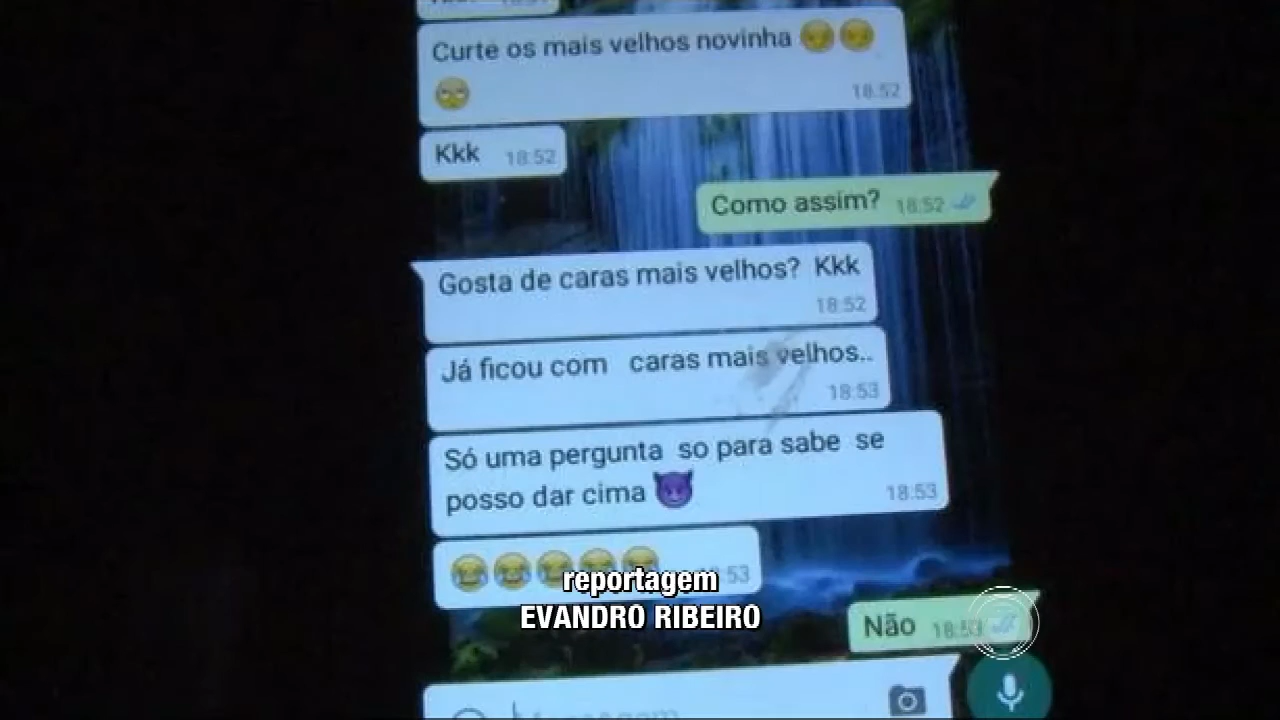 Curte os mais velhos novinha 😏😏
🙄
18:52
Kkk 18:52
Como assim? 18:52
Gosta de caras mais velhos? Kkk
18:52
Já ficou com caras mais velhos..
18:53
Só uma pergunta so para sabe se
posso dar cima 😈
18:53
😂😂😂😂😂 :53
reportagem
EVANDRO RIBEIRO
Não 18:53